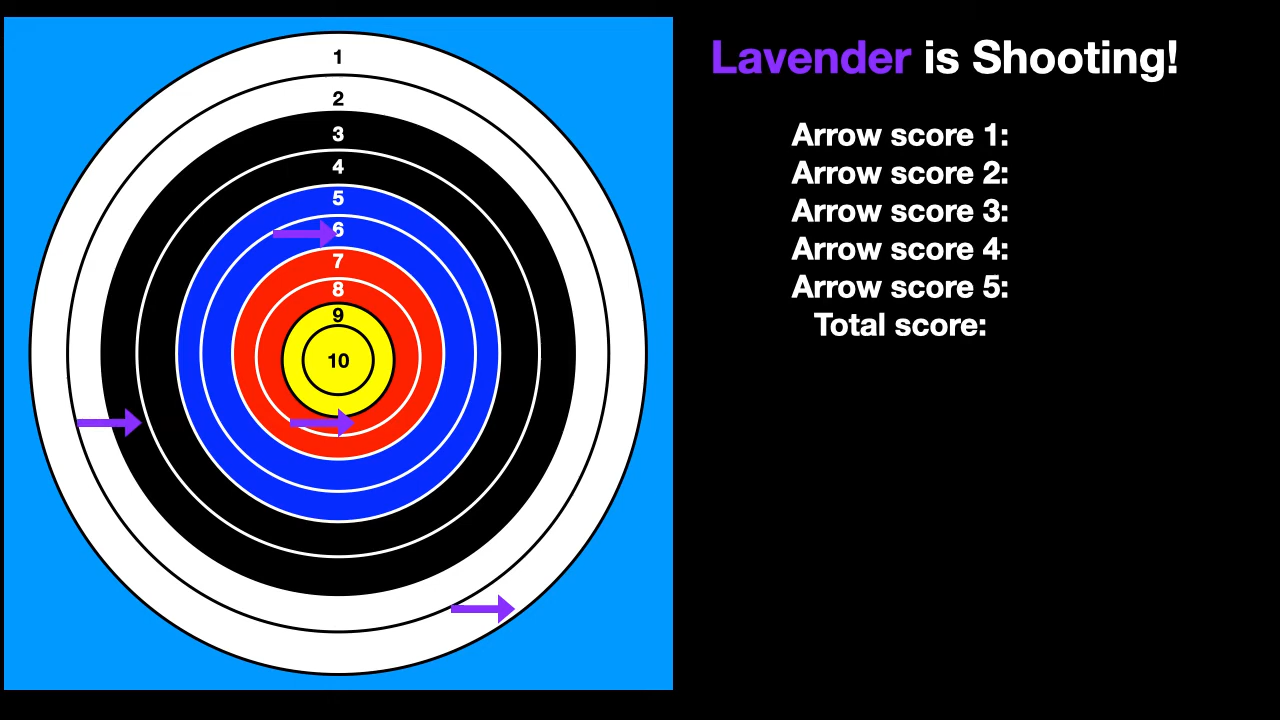 Lavender is Shooting!
1
2
3
4
5
6
7
8
9
10
Arrow score 1:
Arrow score 2:
Arrow score 3:
Arrow score 4:
Arrow score 5:
Total score: